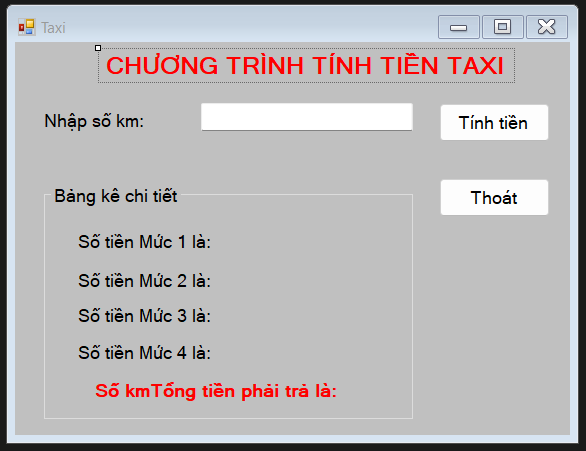 Taxi
CHƯƠNG TRÌNH TÍNH TIỀN TAXI
Nhập số km:
Tính tiền
Thoát
Bảng kê chi tiết
Số tiền Mức 1 là:
Số tiền Mức 2 là:
Số tiền Mức 3 là:
Số tiền Mức 4 là:
Số kmTổng tiền phải trả là: